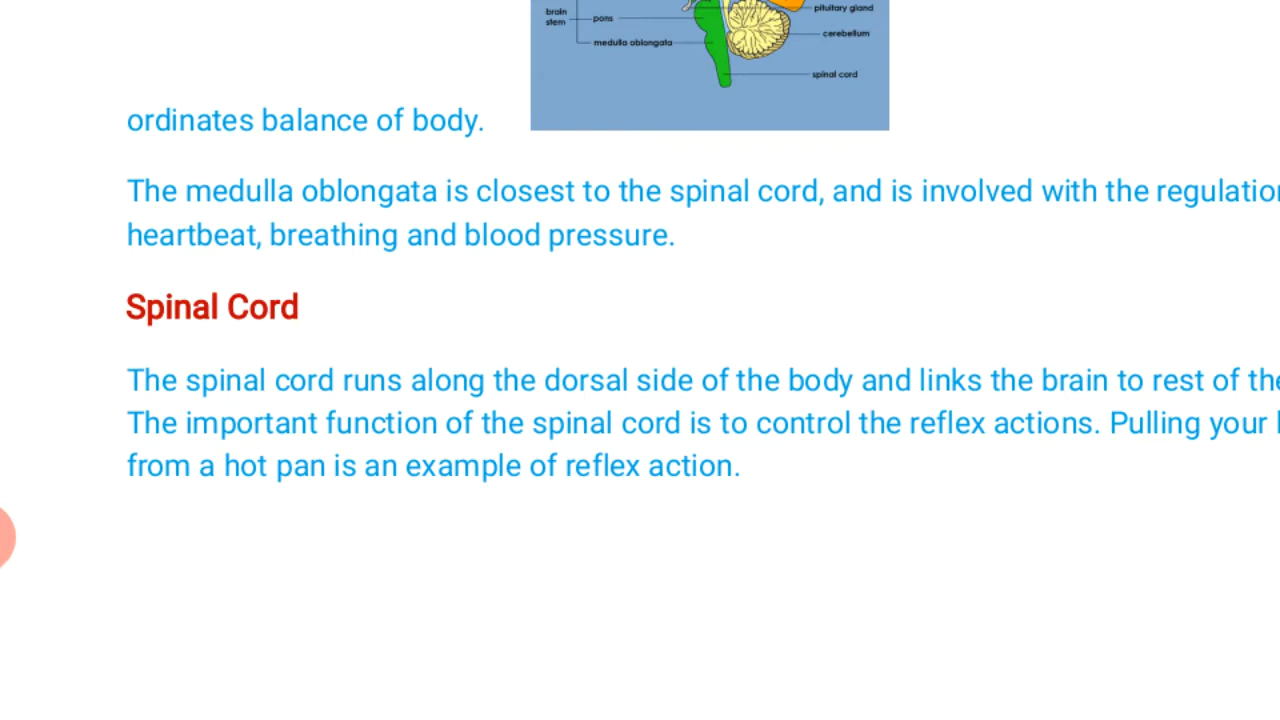 brain
stem
pons
medulla oblongata
pituitary gland
cerebellum
spinal cord
ordinates balance of body.
The medulla oblongata is closest to the spinal cord, and is involved with the regulation
heartbeat, breathing and blood pressure.
Spinal Cord
The spinal cord runs along the dorsal side of the body and links the brain to rest of the
The important function of the spinal cord is to control the reflex actions. Pulling your
from a hot pan is an example of reflex action.